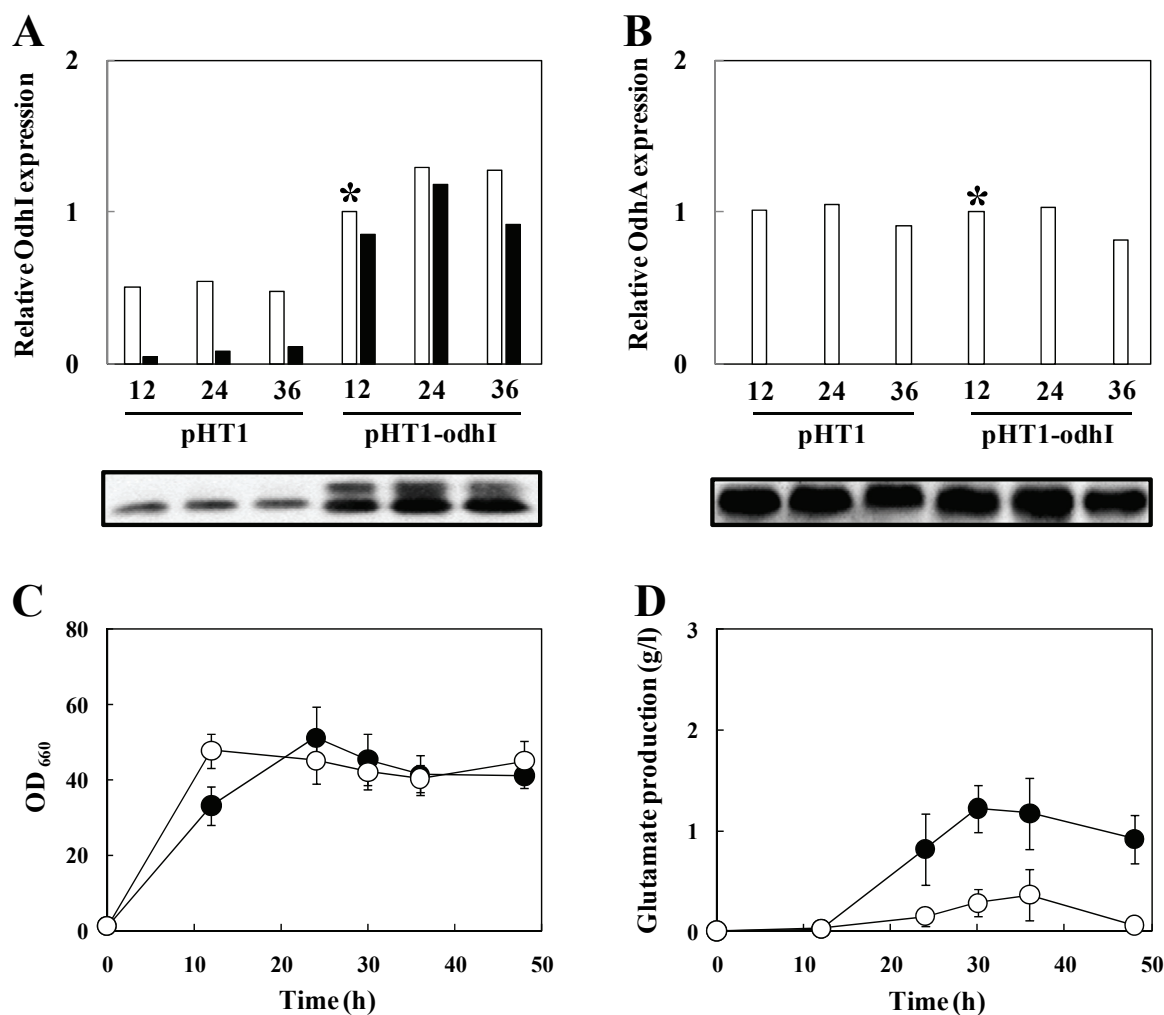 A
2
1
0
Relative OdhI expression
*
12 24 36 12 24 36
pHT1 pHT1-odhI
B
2
1
0
Relative OdhA expression
*
12 24 36 12 24 36
pHT1 pHT1-odhI
C
80
60
40
20
0
OD660
0 10 20 30 40 50
Time (h)
D
3
2
1
0
Glutamate production (g/l)
0 10 20 30 40 50
Time (h)